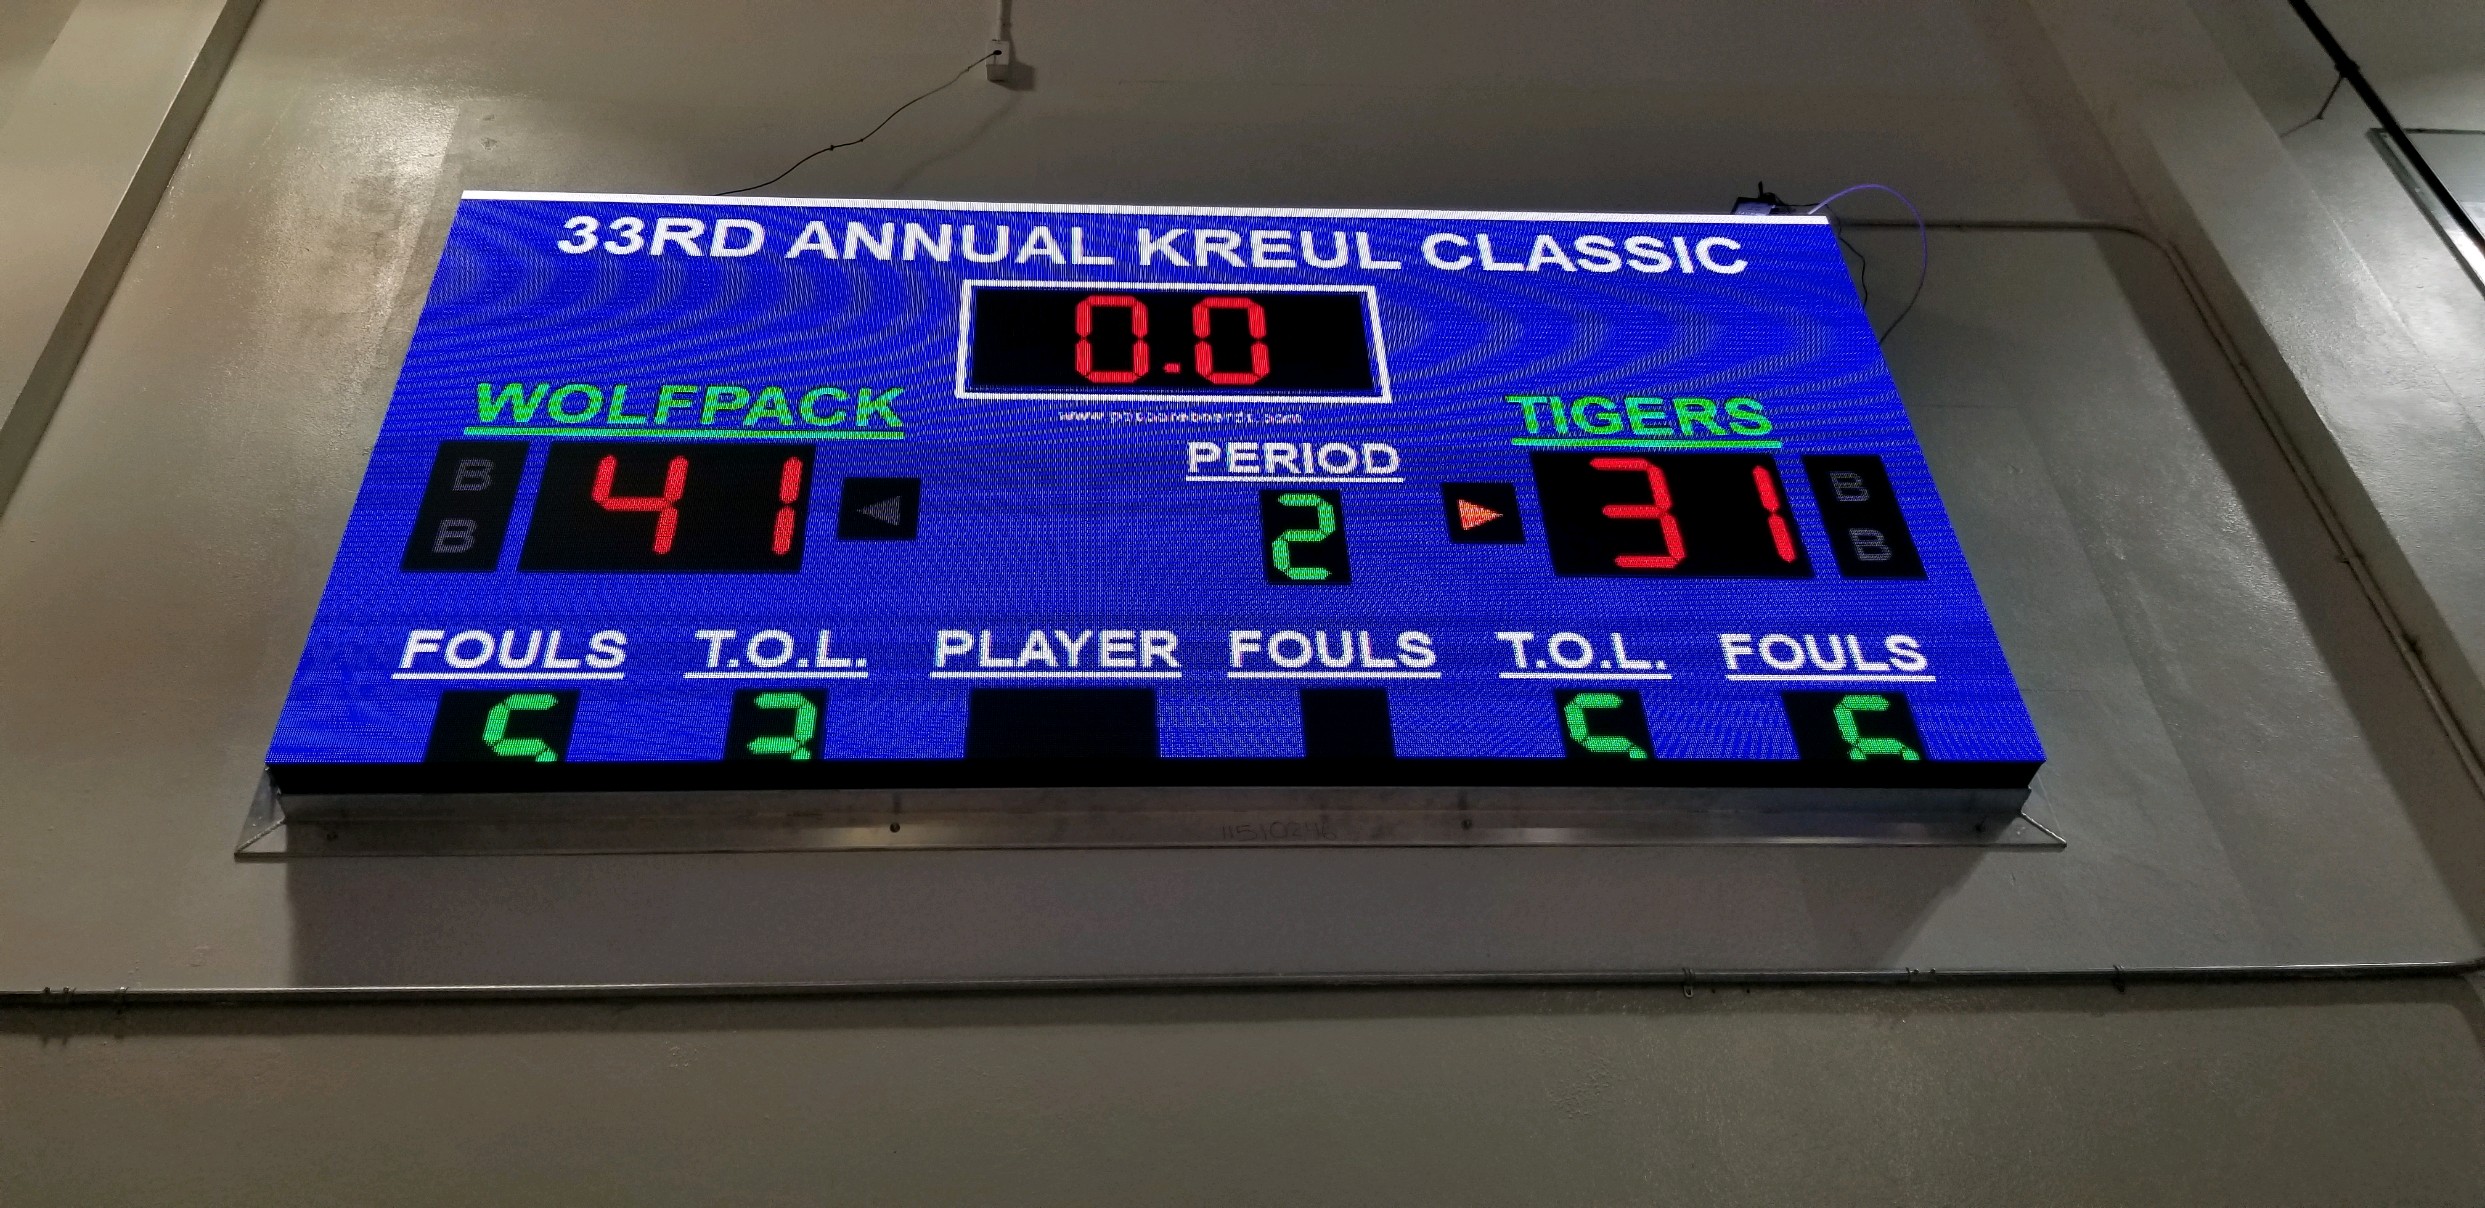 33RD ANNUAL KREUL CLASSIC
0.0
WOLFPACK
TIGERS
PERIOD
B
B
41
2
31
B
B
FOULS T.O.L. PLAYER FOULS T.O.L. FOULS